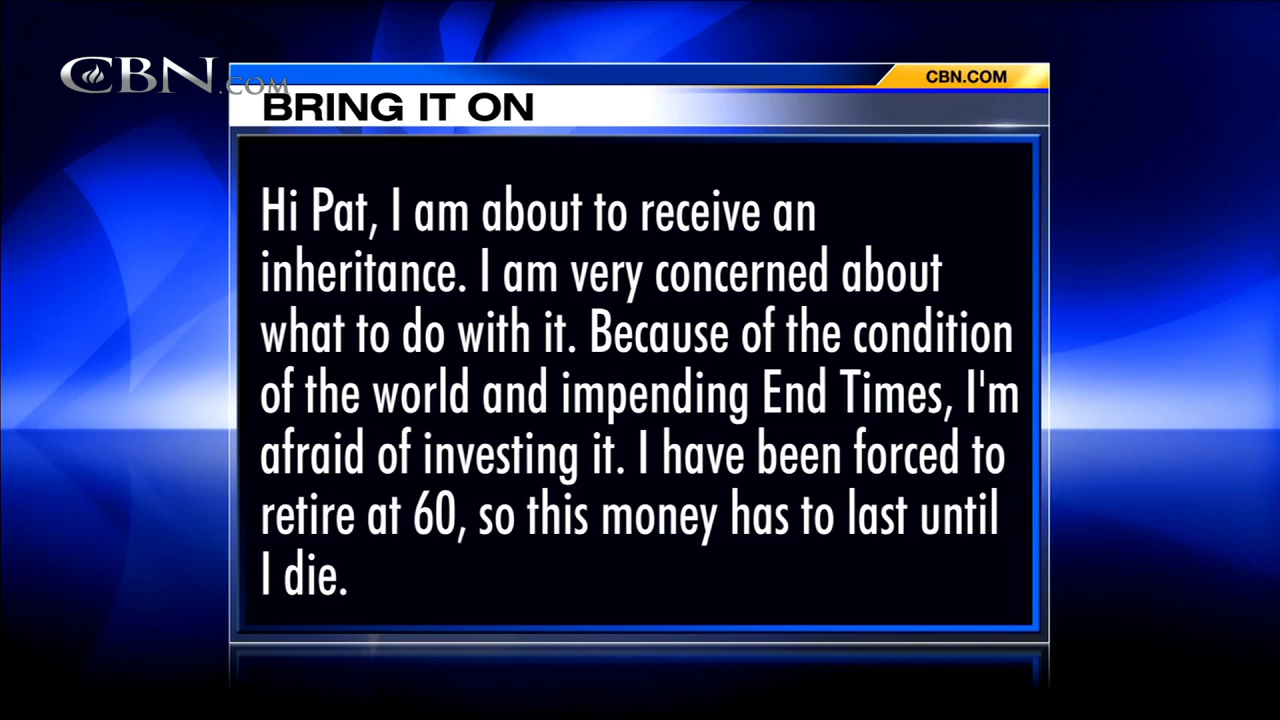 CBN.COM
CBN.COM
BRING IT ON
Hi Pat, I am about to receive an
inheritance. I am very concerned about
what to do with it. Because of the condition
of the world and impending End Times, I'm
afraid of investing it. I have been forced to
retire at 60, so this money has to last until
I die.